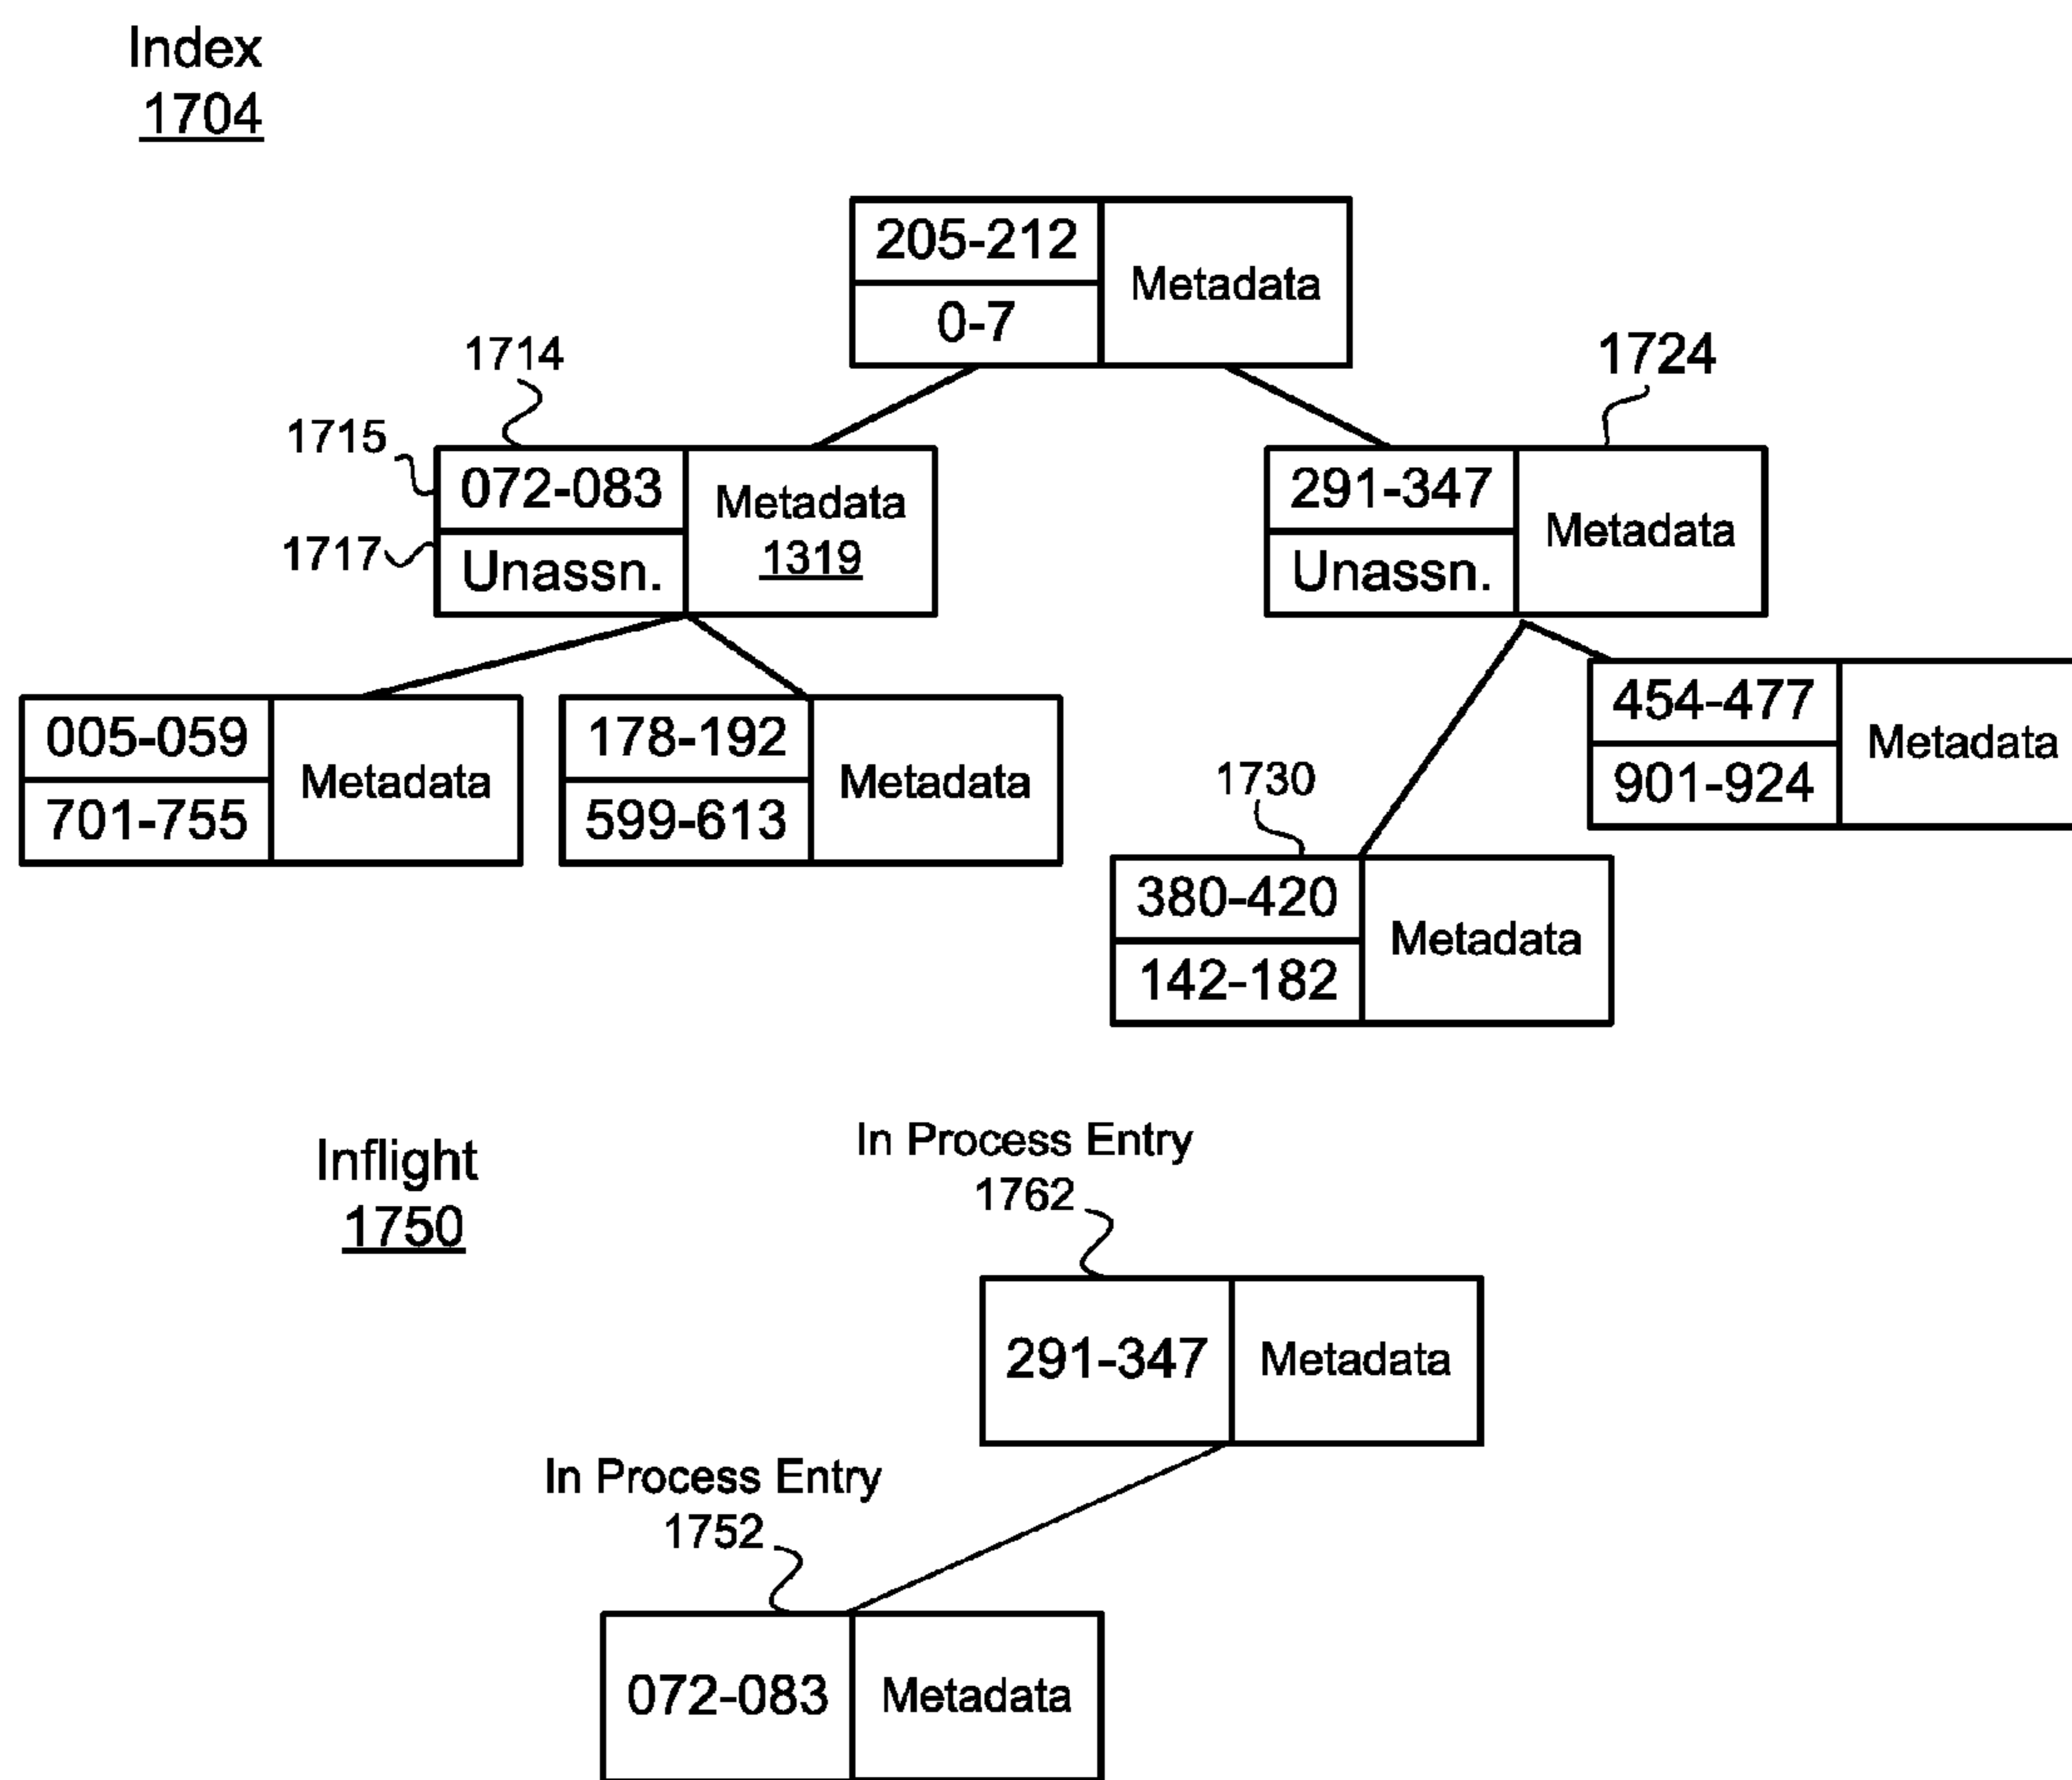 Index
1704
205-212
0-7
Metadata
1714
1715
1717
072-083
Unassn.
Metadata
1319
1724
291-347
Unassn.
Metadata
005-059
701-755
Metadata
178-192
599-613
Metadata
454-477
901-924
Metadata
1730
380-420
142-182
Metadata
Inflight
1750
In Process Entry
1762
291-347
Metadata
In Process Entry
1752
072-083
Metadata